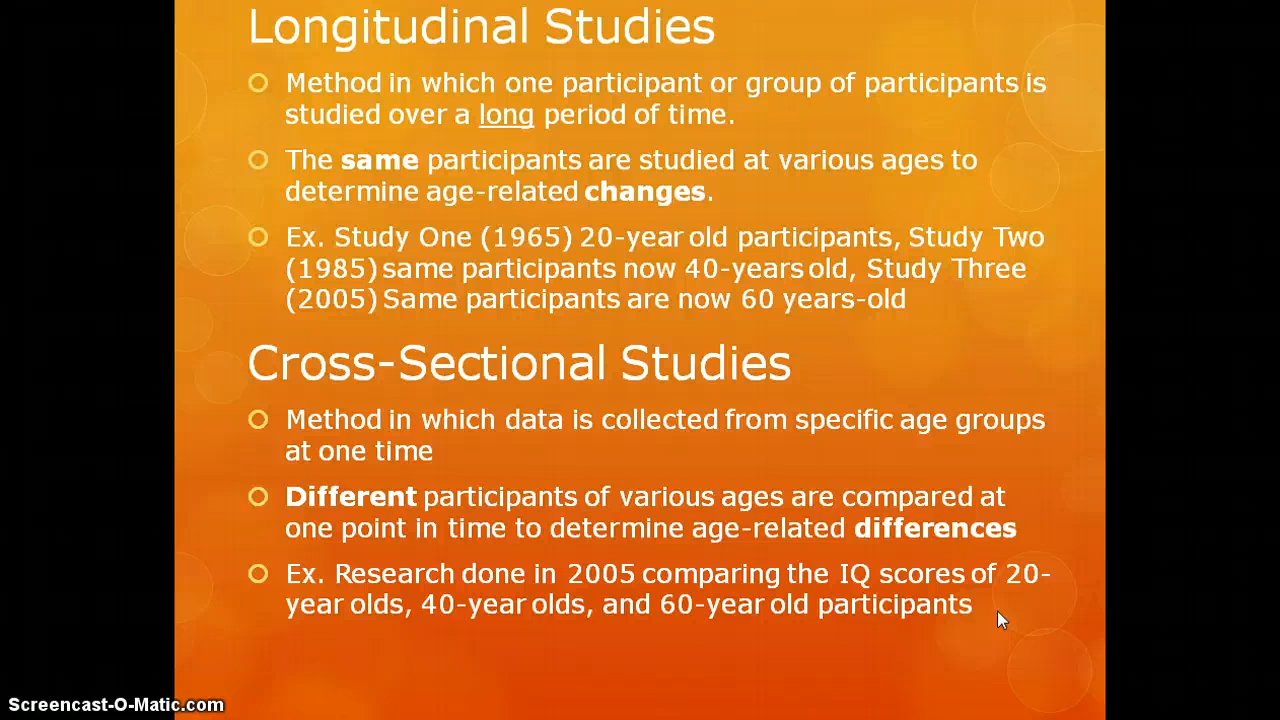 Longitudinal Studies
Method in which one participant or group of participants is
studied over a long period of time.
The same participants are studied at various ages to
determine age-related changes.
Ex. Study One (1965) 20-year old participants, Study Two
(1985) same participants now 40-years old, Study Three
(2005) Same participants are now 60 years-old
Cross-Sectional Studies
Method in which data is collected from specific age groups
at one time
Different participants of various ages are compared at
one point in time to determine age-related differences
Ex. Research done in 2005 comparing the IQ scores of 20-
year olds, 40-year olds, and 60-year old participants
Screencast-O-Matic.com